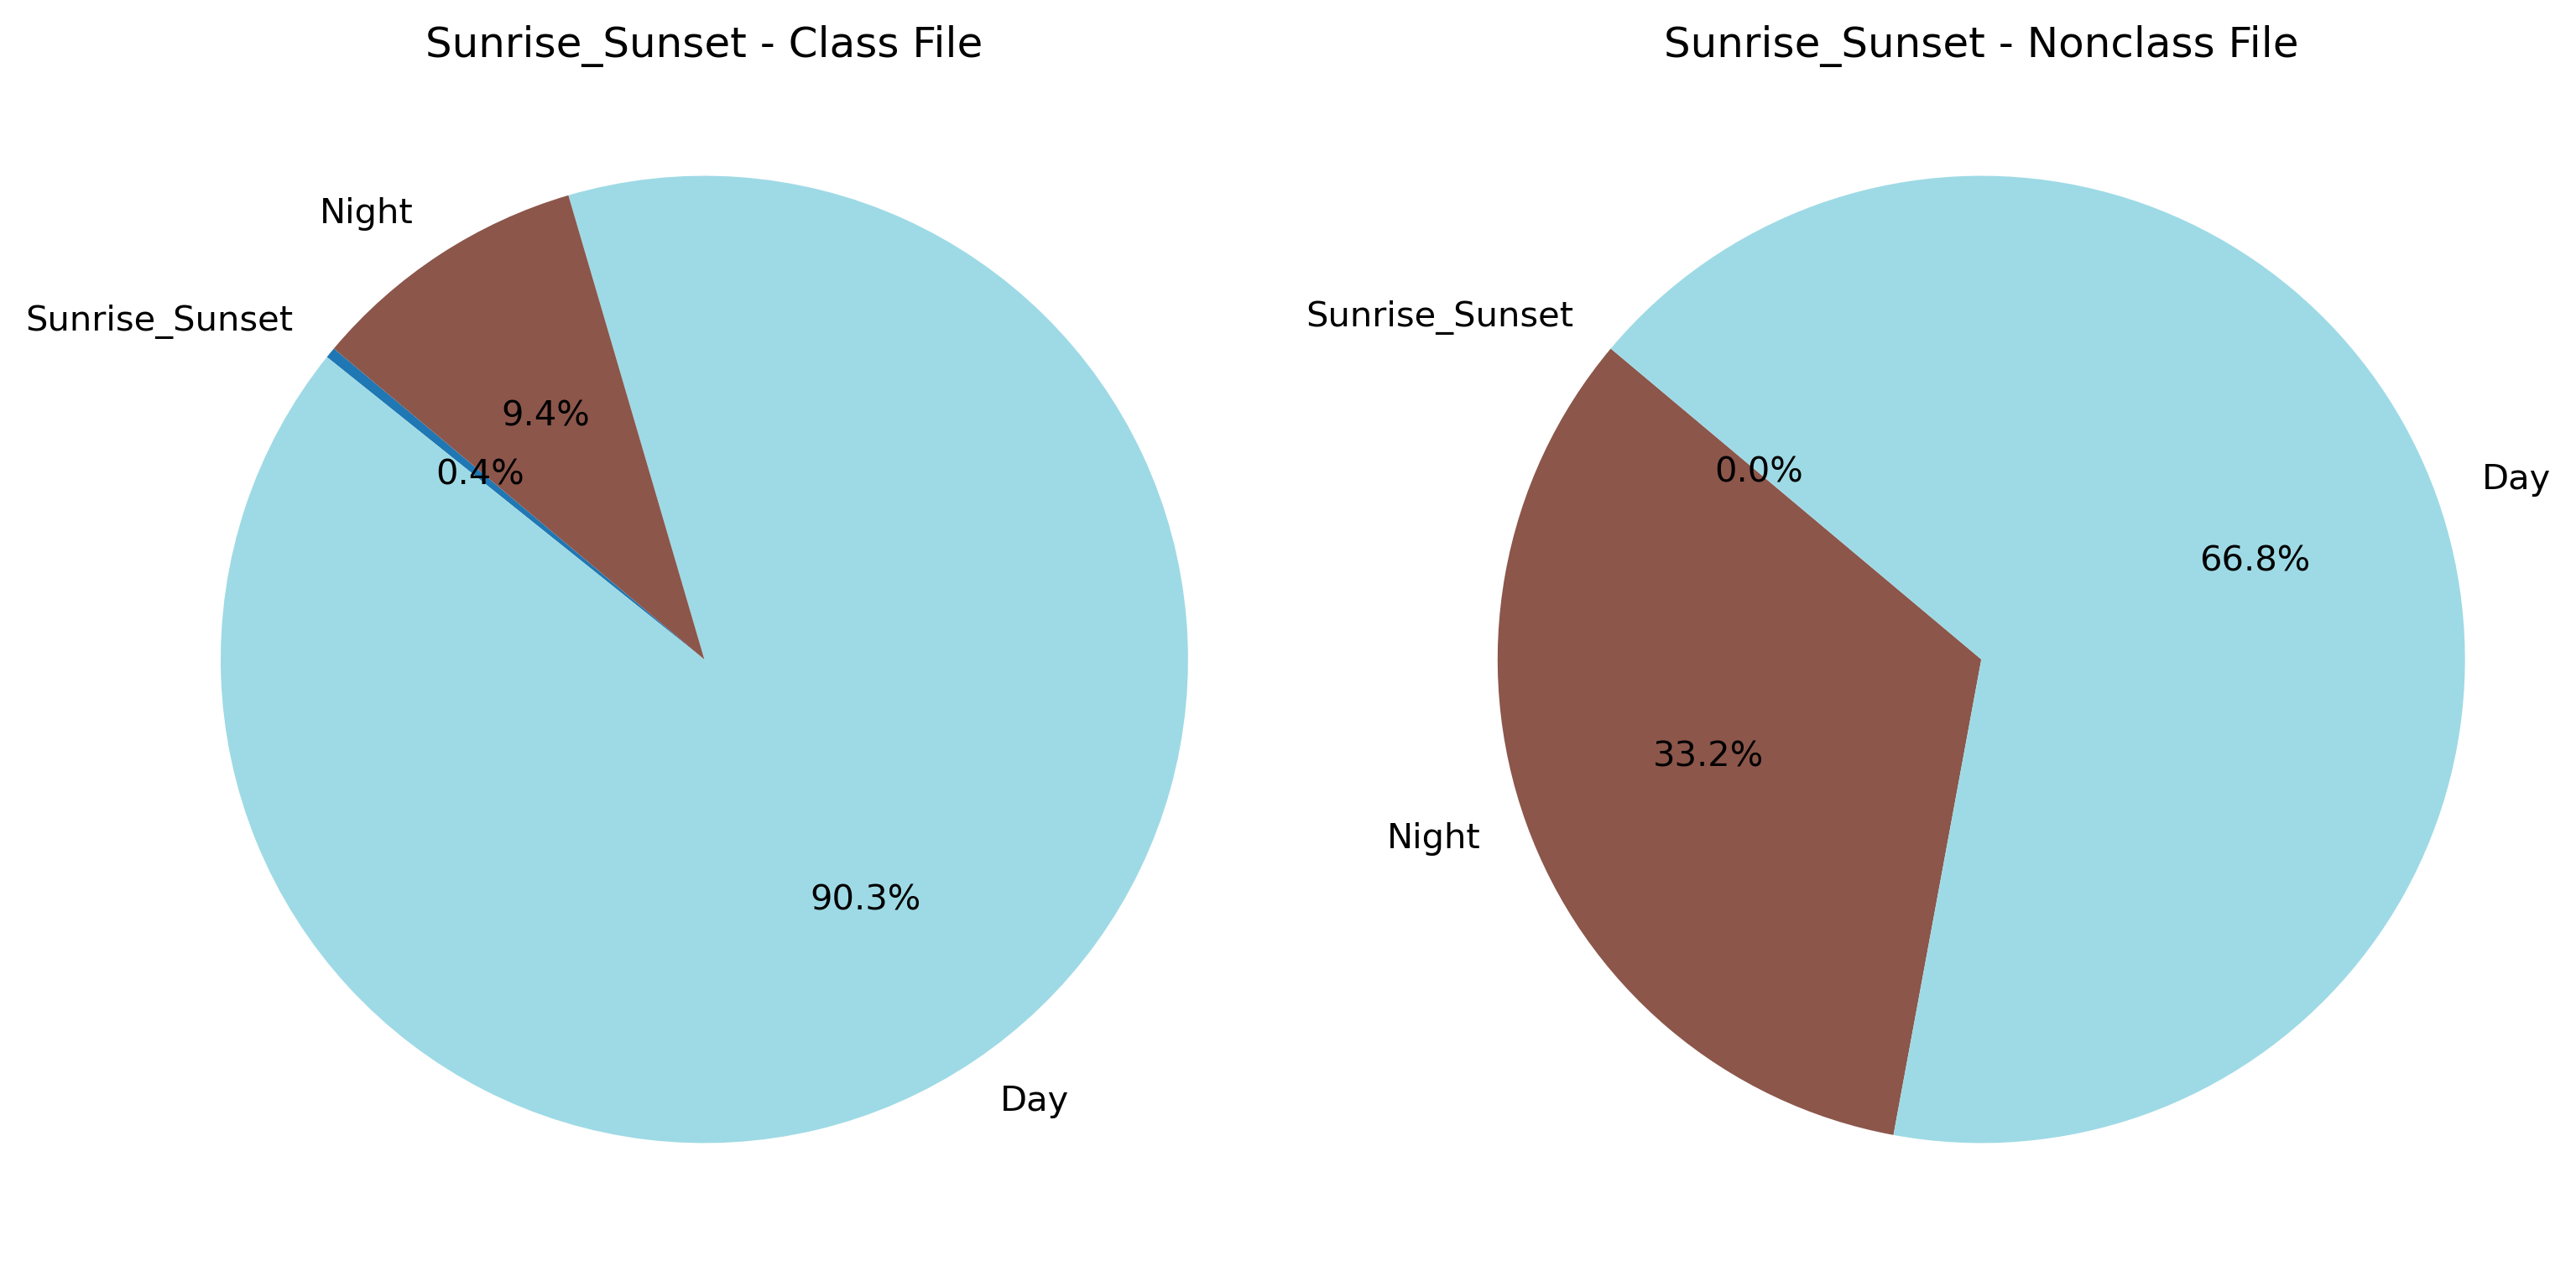 Sunrise_Sunset - Class File
Night
Sunrise_Sunset
9.4%
0.4%
90.3%
Day
Sunrise_Sunset - Nonclass File
Sunrise_Sunset
0.0%
Day
66.8%
33.2%
Night